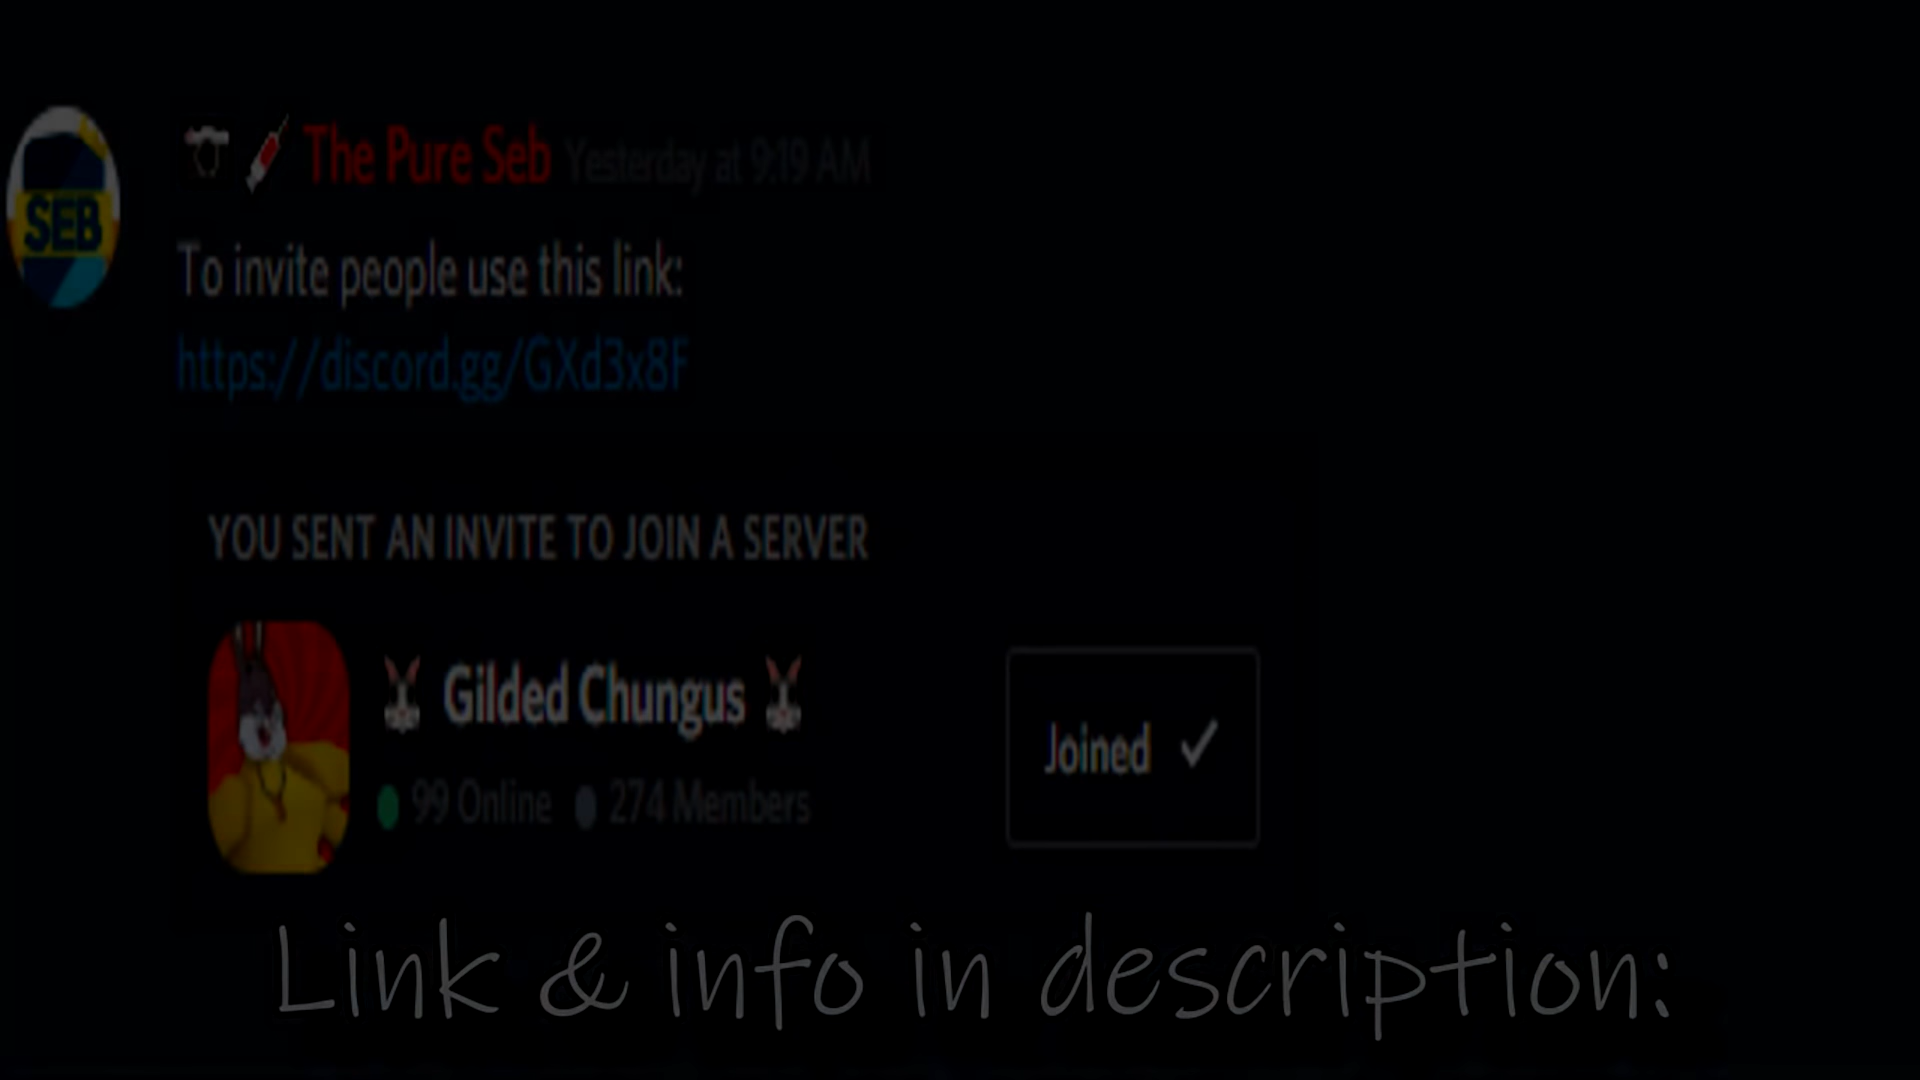 SEB
The Pure Seb Yesterday at 9:19 AM
To invite people use this link:
https://discord.gg/GXd3x8F
YOU SENT AN INVITE TO JOIN A SERVER
Gilded Chungus
99 Online 274 Members
Joined ✓
Link & info in description: